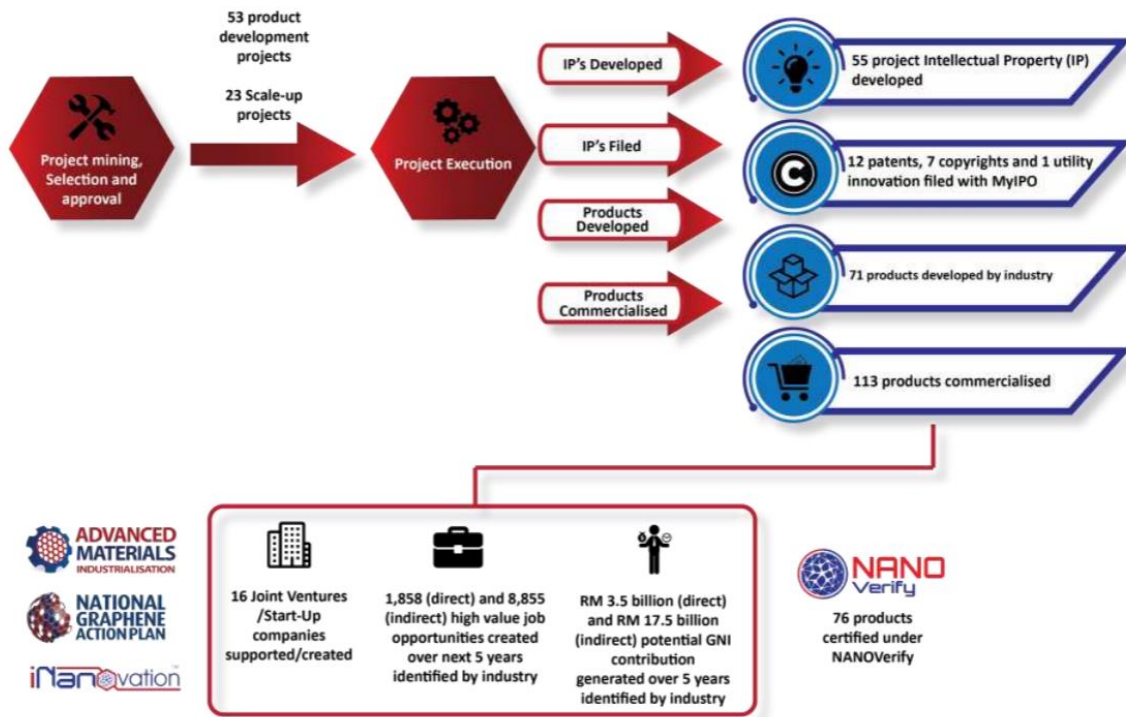 53 product
development
projects
23 Scale-up
projects
Project mining,
Selection and
approval
Project Execution
IP's Developed
IP's Filed
Products
Developed
Products
Commercialised
55 project Intellectual Property (IP)
developed
C
12 patents, 7 copyrights and 1 utility
innovation filed with MyIPO
71 products developed by industry
113 products commercialised
ADVANCED
MATERIALS
INDUSTRIALISATION
NATIONAL
GRAPHENE
ACTION PLAN
iNanovation™
16 Joint Ventures
/Start-Up
companies
supported/created
1,858 (direct) and 8,855
(indirect) high value job
opportunities created
over next 5 years
identified by industry
RM 3.5 billion (direct)
and RM 17.5 billion
(indirect) potential GNI
contribution
generated over 5 years
identified by industry
NANO
Verify
76 products
certified under
NANOVerify